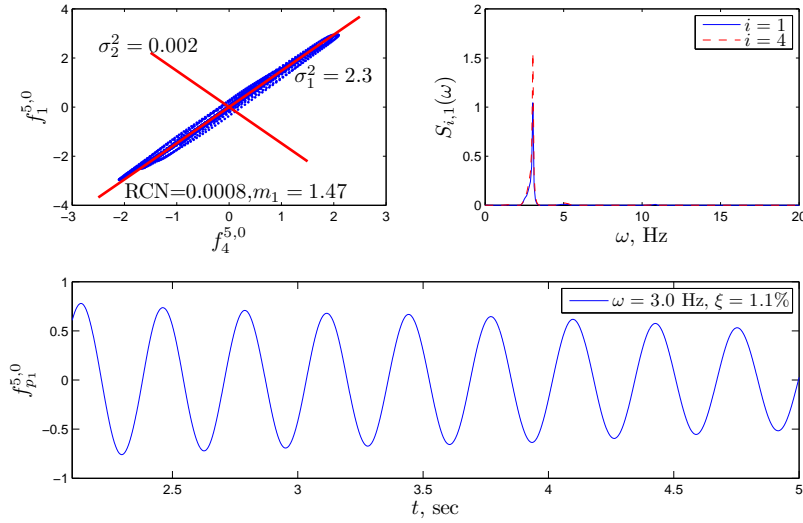 4
2
0
−2
−4
−3
−2
−1
0
1
2
3
f_1^{5,0}
f_4^{5,0}
σ_2^2 = 0.002
σ_1^2 = 2.3
RCN=0.0008,m_1 = 1.47
2
1.5
1
0.5
0
0
5
10
15
20
S_{i,1}(ω)
ω, Hz
i = 1
i = 4
1
0.5
0
−0.5
−1
2.5
3
3.5
4
4.5
5
f_{p_1}^{5,0}
t, sec
ω = 3.0 Hz, ξ = 1.1%